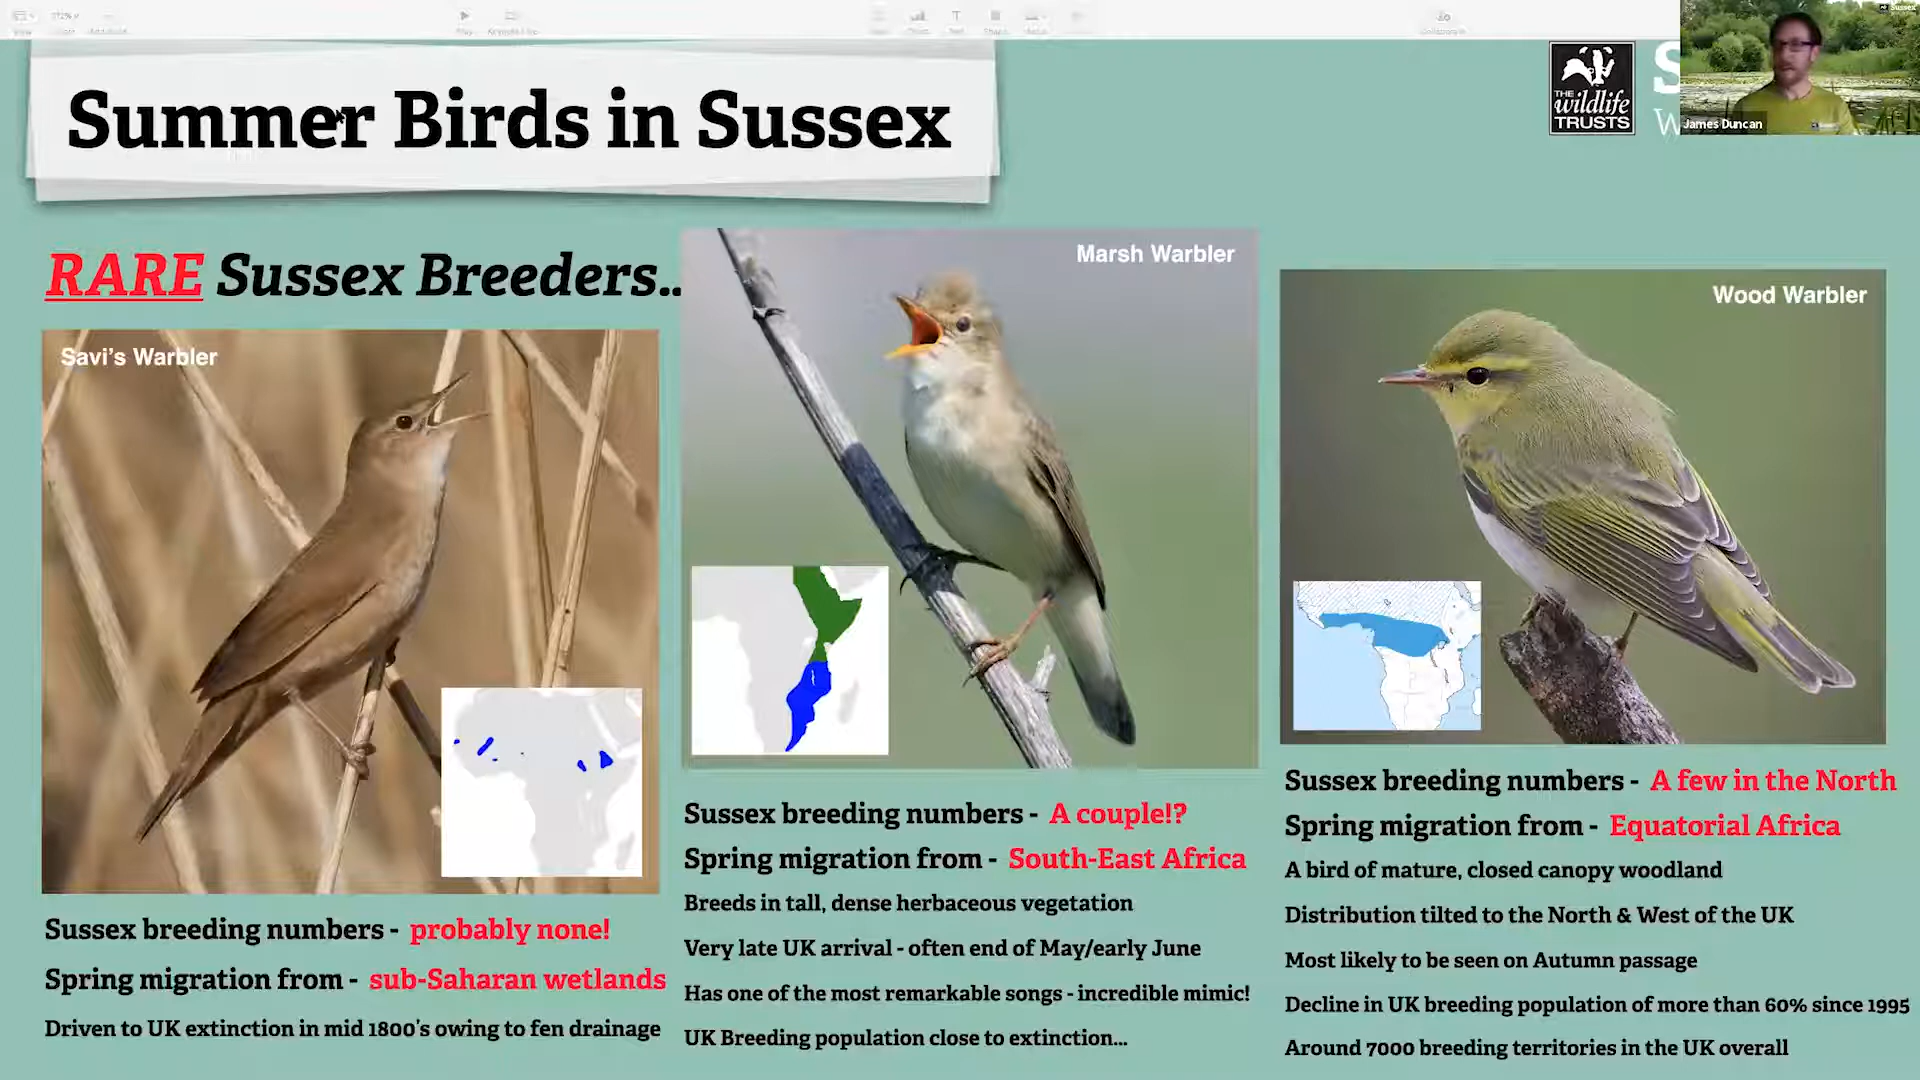 Summer Birds in Sussex
THE
wildlife
TRUSTS
S
W
Sussex
James Duncan
RARE Sussex Breeders..
Savi's Warbler
Sussex breeding numbers - probably none!
Spring migration from - sub-Saharan wetlands
Driven to UK extinction in mid 1800's owing to fen drainage
Marsh Warbler
Sussex breeding numbers - A couple!?
Spring migration from - South-East Africa
Breeds in tall, dense herbaceous vegetation
Very late UK arrival - often end of May/early June
Has one of the most remarkable songs - incredible mimic!
UK Breeding population close to extinction...
Wood Warbler
Sussex breeding numbers - A few in the North
Spring migration from - Equatorial Africa
A bird of mature, closed canopy woodland
Distribution tilted to the North & West of the UK
Most likely to be seen on Autumn passage
Decline in UK breeding population of more than 60% since 1995
Around 7000 breeding territories in the UK overall